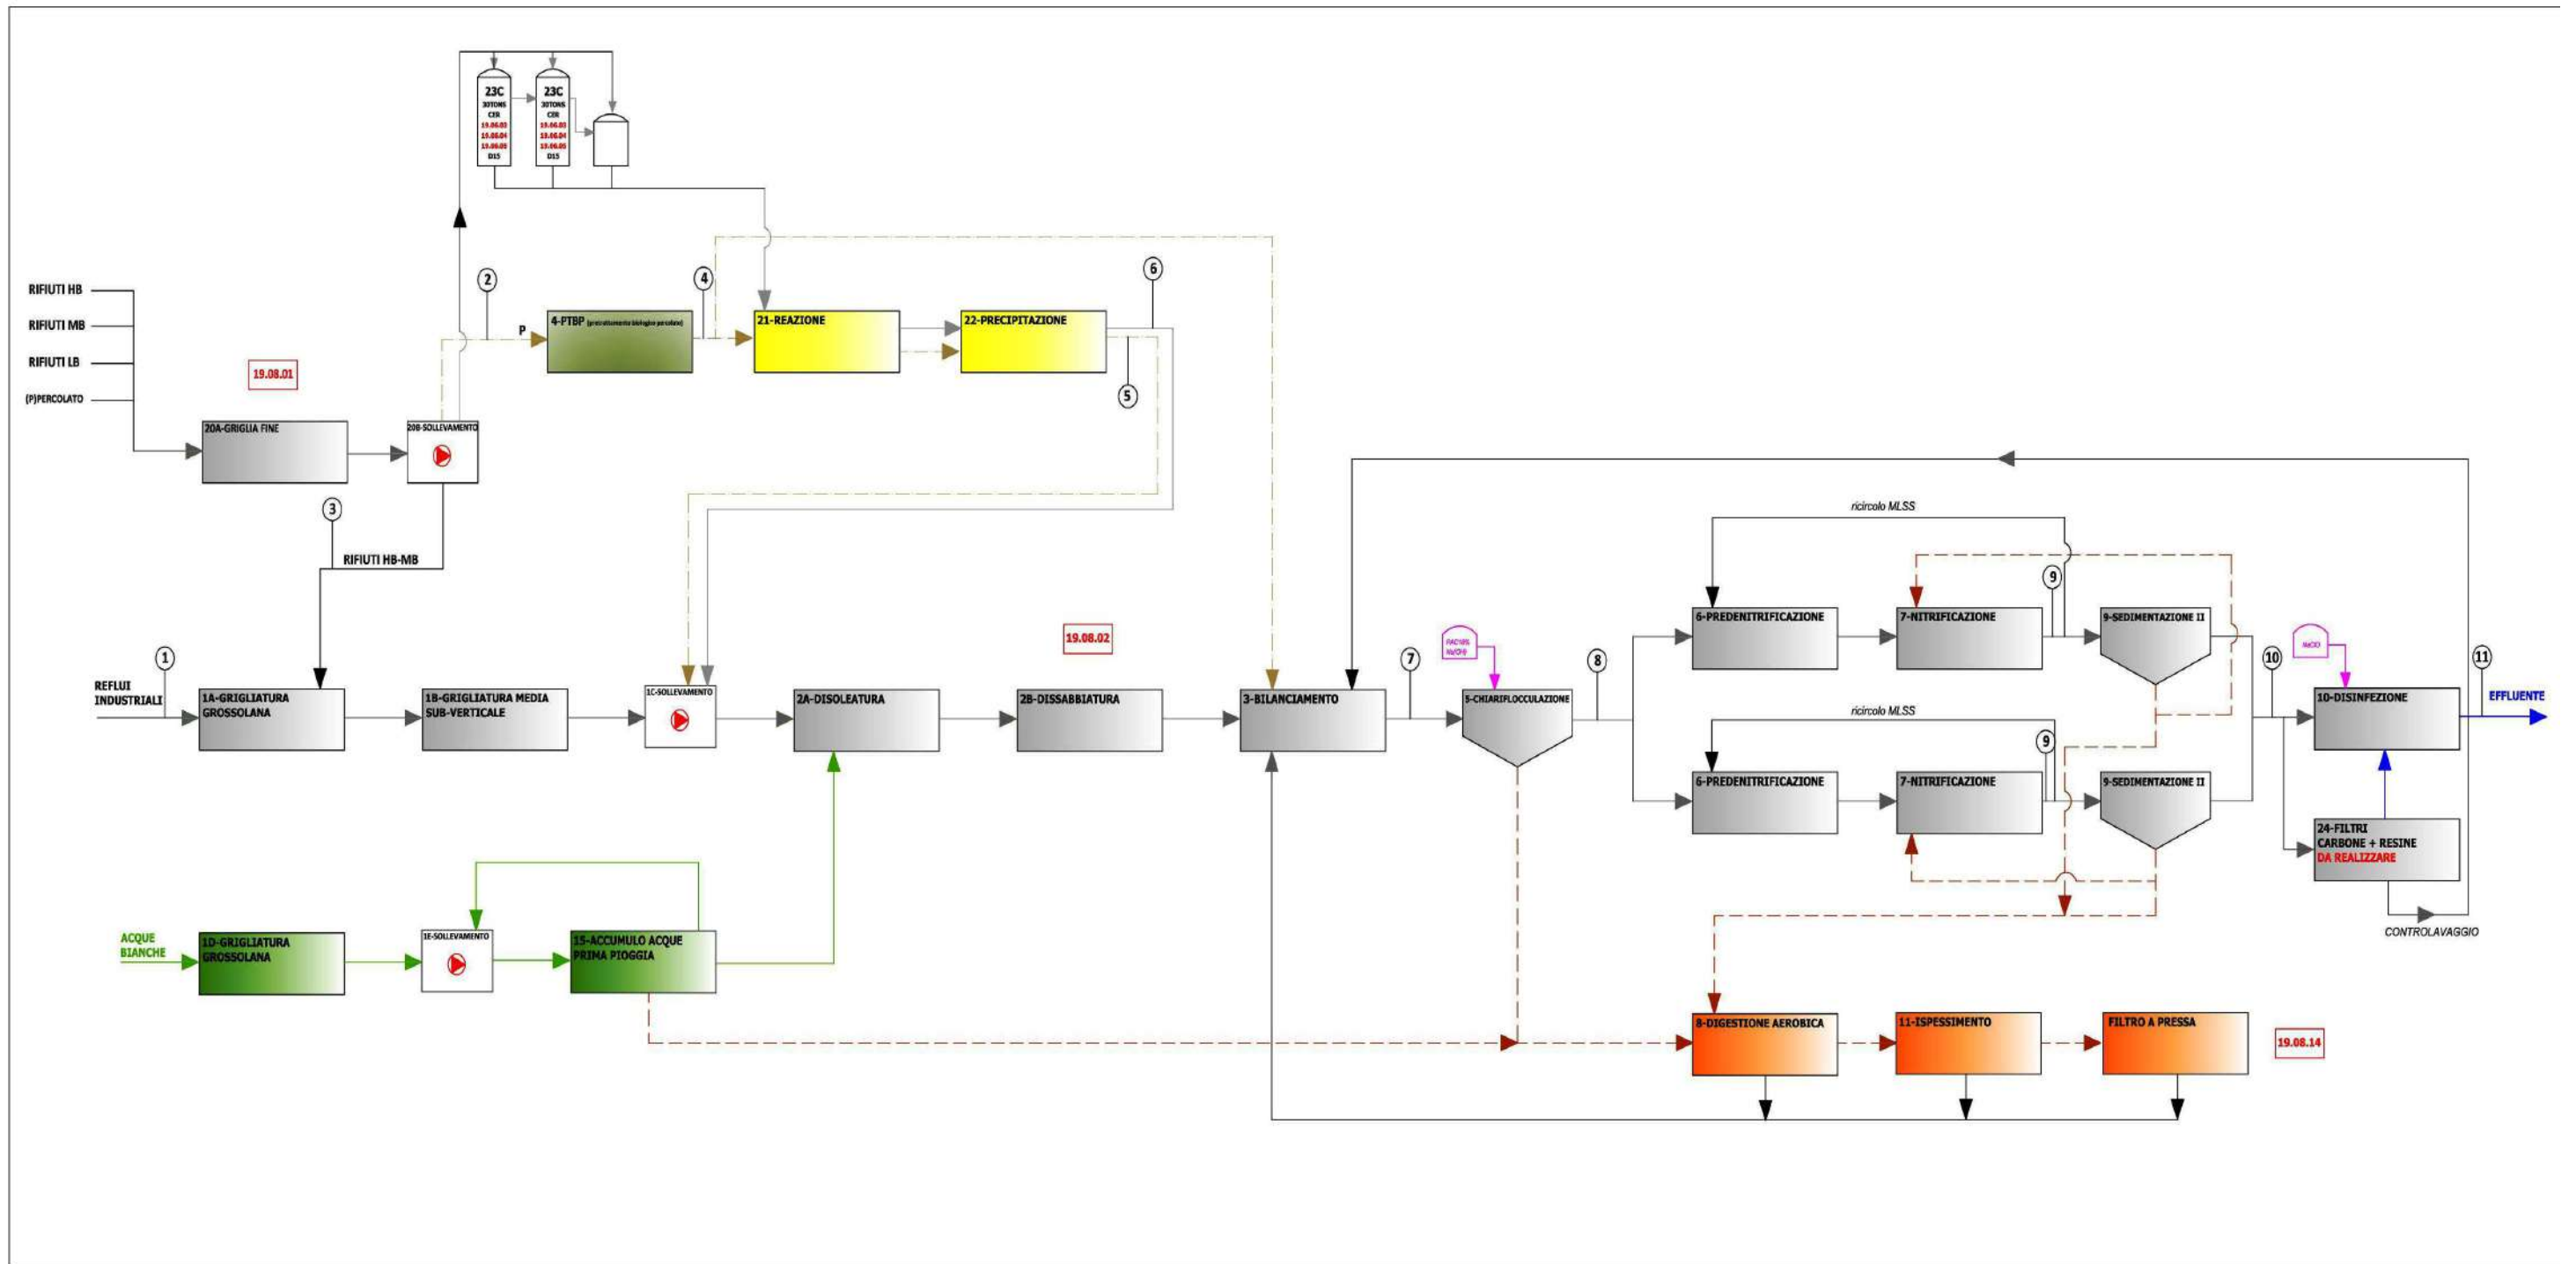 23C
30TONS
CER
19.06.03
19.06.04
19.06.05
D15
23C
30TONS
CER
19.06.03
19.06.04
19.06.05
D15
RIFIUTI HB
RIFIUTI MB
RIFIUTI LB
(P)PERCOLATO
19.08.01
20A-GRIGLIA FINE
20B-SOLLEVAMENTO
2
P
4-PTBP (pretrattamento biologico percolato)
4
21-REAZIONE
22-PRECIPITAZIONE
6
5
3
RIFIUTI HB-MB
1
REFLUI
INDUSTRIALI
1A-GRIGLIATURA
GROSSOLANA
1B-GRIGLIATURA MEDIA
SUB-VERTICALE
1C-SOLLEVAMENTO
2A-DISOLEATURA
19.08.02
2B-DISSABBIATURA
3-BILANCIAMENTO
7
5-CHIARIFLOCCULAZIONE
8
ricircolo MLSS
6-PREDENITRIFICAZIONE
7-NITRIFICAZIONE
9
9-SEDIMENTAZIONE II
ricircolo MLSS
6-PREDENITRIFICAZIONE
7-NITRIFICAZIONE
9
9-SEDIMENTAZIONE II
10
NaClO
10-DISINFEZIONE
11
EFFLUENTE
24-FILTRI
CARBONE + RESINE
DA REALIZZARE
CONTROLAVAGGIO
ACQUE
BIANCHE
1D-GRIGLIATURA
GROSSOLANA
1E-SOLLEVAMENTO
15-ACCUMULO ACQUE
PRIMA PIOGGIA
8-DIGESTIONE AEROBICA
11-ISPESSIMENTO
FILTRO A PRESSA
19.08.14